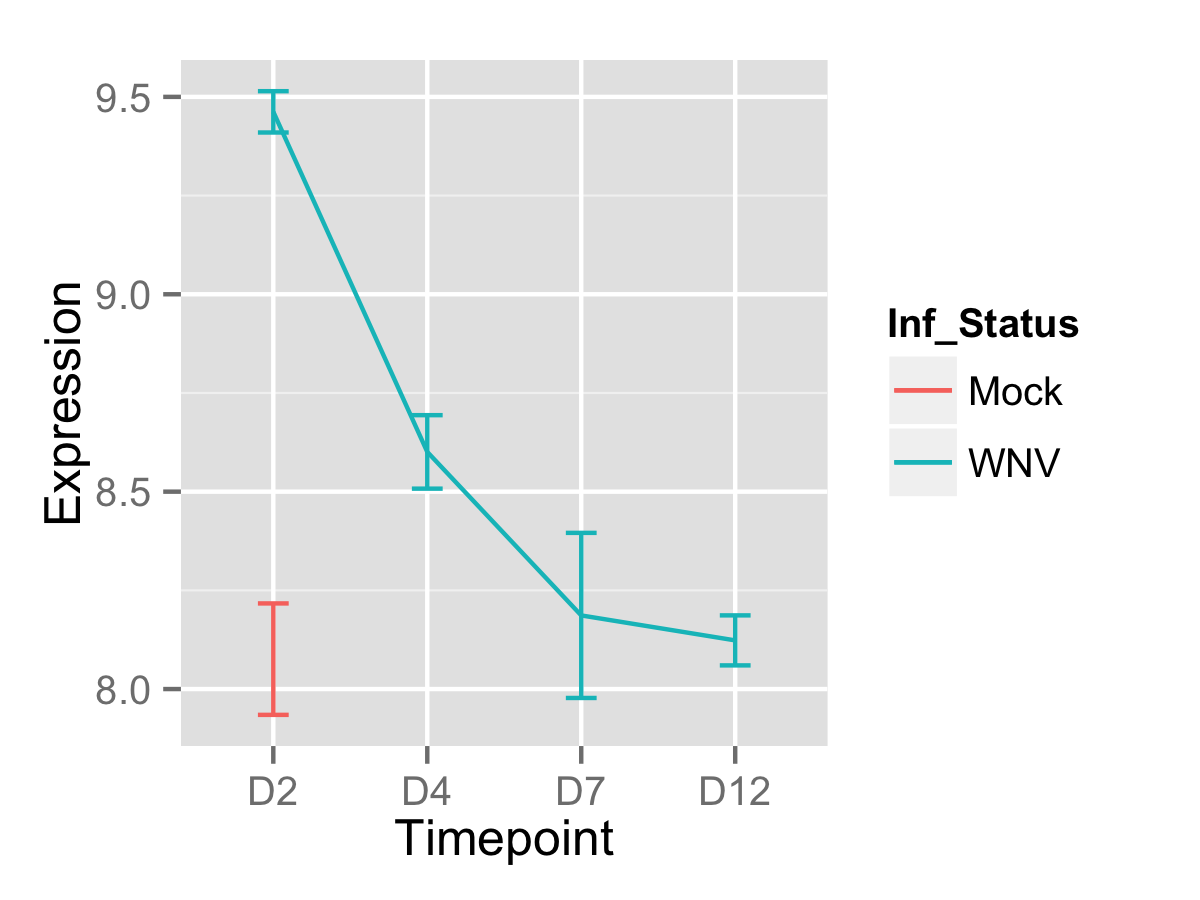 9.5
9.0
8.5
8.0
Expression
D2 D4 D7 D12
Timepoint
Inf_Status
Mock
WNV